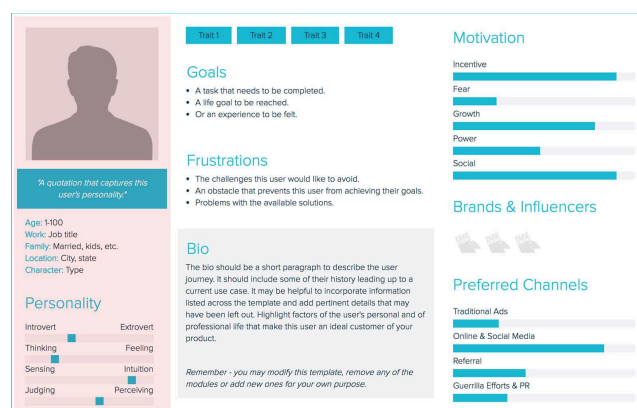 "A quotation that captures this
user's personality."
Age: 1-100
Work: Job title
Family: Married, kids, etc.
Location: City, state
Character: Type
Personality
Introvert Extrovert
Thinking Feeling
Sensing Intuition
Judging Perceiving
Trait 1 Trait 2 Trait 3 Trait 4
Goals
• A task that needs to be completed.
• A life goal to be reached.
• Or an experience to be felt.
Frustrations
• The challenges this user would like to avoid.
• An obstacle that prevents this user from achieving their goals.
• Problems with the available solutions.
Bio
The bio should be a short paragraph to describe the user
journey. It should include some of their history leading up to a
current use case. It may be helpful to incorporate information
listed across the template and add pertinent details that may
have been left out. Highlight factors of the user's personal and of
professional life that make this user an ideal customer of your
product.
Remember - you may modify this template, remove any of the
modules or add new ones for your own purpose.
Motivation
Incentive
Fear
Growth
Power
Social
Brands & Influencers
Preferred Channels
Traditional Ads
Online & Social Media
Referral
Guerrilla Efforts & PR